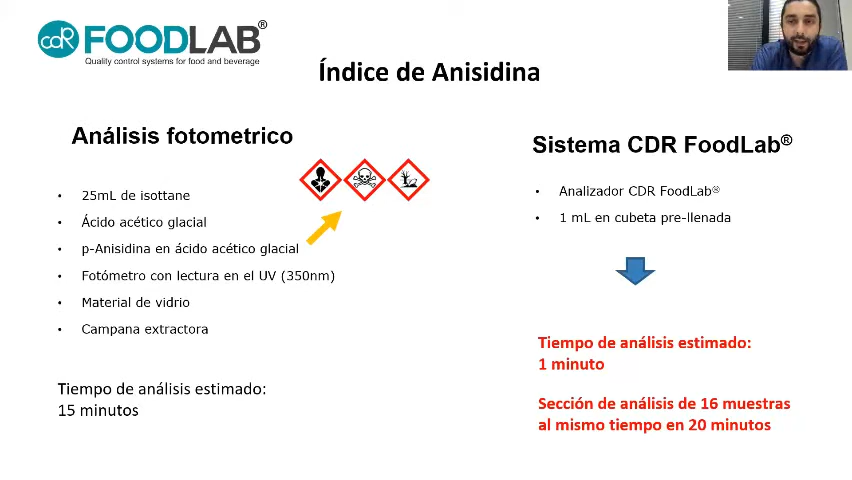 CDR FOODLAB®
Quality control systems for food and beverage
Índice de Anisidina
Análisis fotometrico
• 25mL de isottane
• Ácido acético glacial
• p-Anisidina en ácido acético glacial
• Fotómetro con lectura en el UV (350nm)
• Material de vidrio
• Campana extractora
Tiempo de análisis estimado:
15 minutos
Sistema CDR FoodLab®
• Analizador CDR FoodLab®
• 1 mL en cubeta pre-llenada
Tiempo de análisis estimado:
1 minuto
Sección de análisis de 16 muestras
al mismo tiempo en 20 minutos